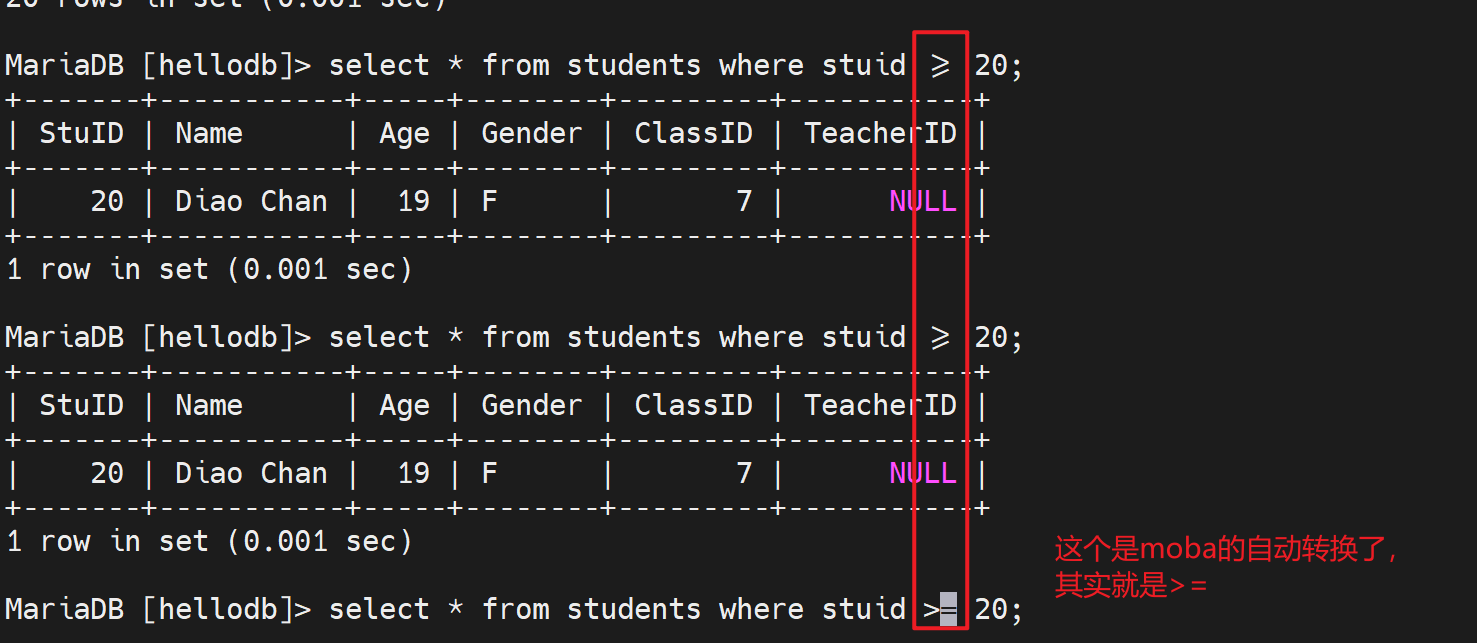 20 rows in set (0.001 sec)
MariaDB [hellodb]> select * from students where stuid ⩾ 20;
+-------+-----------+-----+--------+---------+-----------+
| StuID | Name      | Age | Gender | ClassID | TeacherID |
+-------+-----------+-----+--------+---------+-----------+
|    20 | Diao Chan |  19 | F      |       7 |      NULL |
+-------+-----------+-----+--------+---------+-----------+
1 row in set (0.001 sec)
MariaDB [hellodb]> select * from students where stuid ⩾ 20;
+-------+-----------+-----+--------+---------+-----------+
| StuID | Name      | Age | Gender | ClassID | TeacherID |
+-------+-----------+-----+--------+---------+-----------+
|    20 | Diao Chan |  19 | F      |       7 |      NULL |
+-------+-----------+-----+--------+---------+-----------+
1 row in set (0.001 sec)
这个是moba的自动转换了，
其实就是>=
MariaDB [hellodb]> select * from students where stuid >= 20;